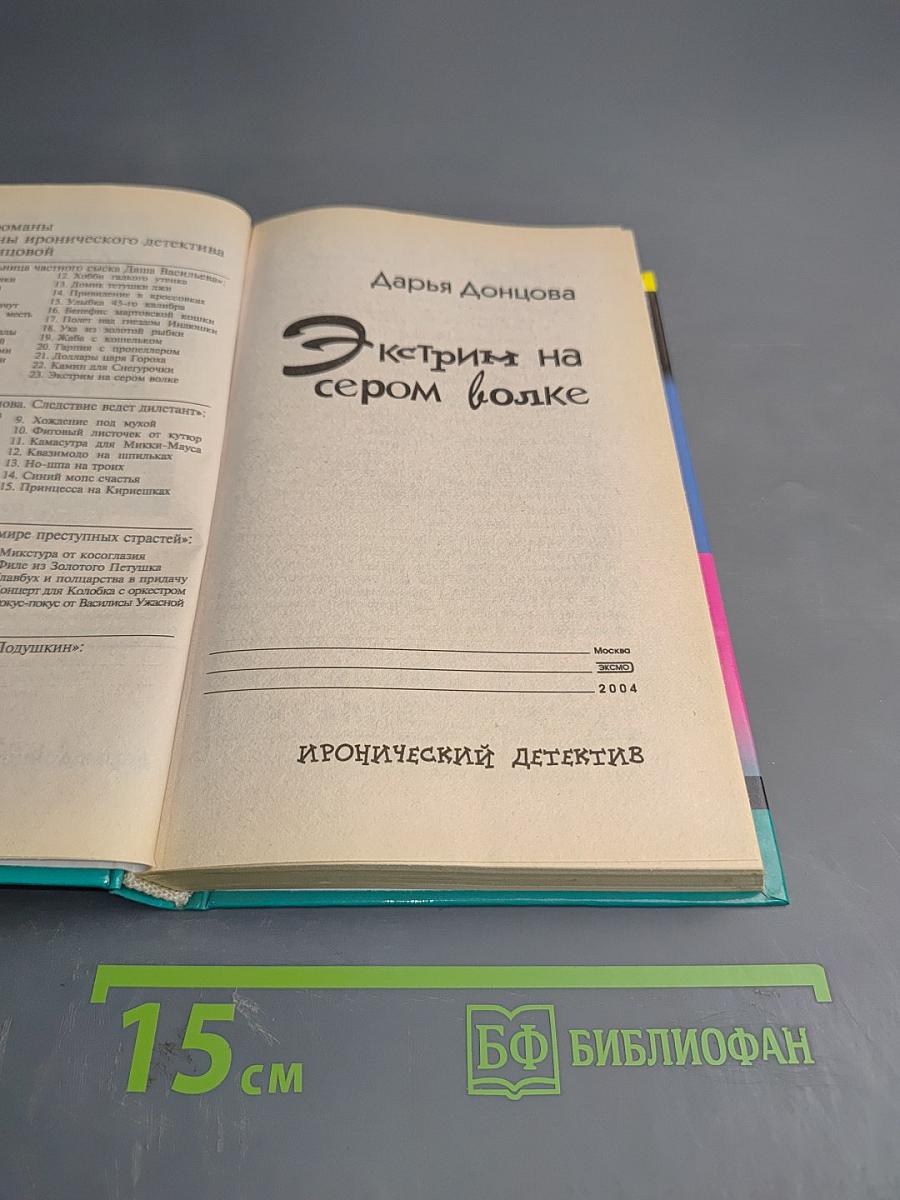 романы
ны иронического детектива
нцовой
ница частного сыска Даша Васильева»:
12. Хобби гадкого утенка
13. Домик тетушки лжи
14. Привидение в кроссовках
15. Улыбка 45-го калибра
месть 16. Бенефис мартовской кошки
17. Полет над гнездом Индюшки
18. Уха из золотой рыбки
19. Жаба с кошельком
20. Гарпия с пропеллером
21. Доллары царя Гороха
22. Камин для Снегурочки
23. Экстрим на сером волке
нова. Следствие ведет дилетант»:
9. Хождение под мухой
10. Фиговый листочек от кутюр
11. Камасутра для Микки-Мауса
12. Квазимодо на шпильках
13. Но-шпа на троих
14. Синий мопс счастья
15. Принцесса на Кириешках
мире преступных страстей»:
Микстура от косоглазия
Филе из Золотого Петушка
лавбух и полцарства в придачу
онцерт для Колобка с оркестром
окус-покус от Василисы Ужасной
Подушкин»:
Дарья Донцова
Экстрим на
сером волке
Москва
ЭКСМО
2004
ИРОНИЧЕСКИЙ ДЕТЕКТИВ
15 см
БФ БИБЛИОФАН